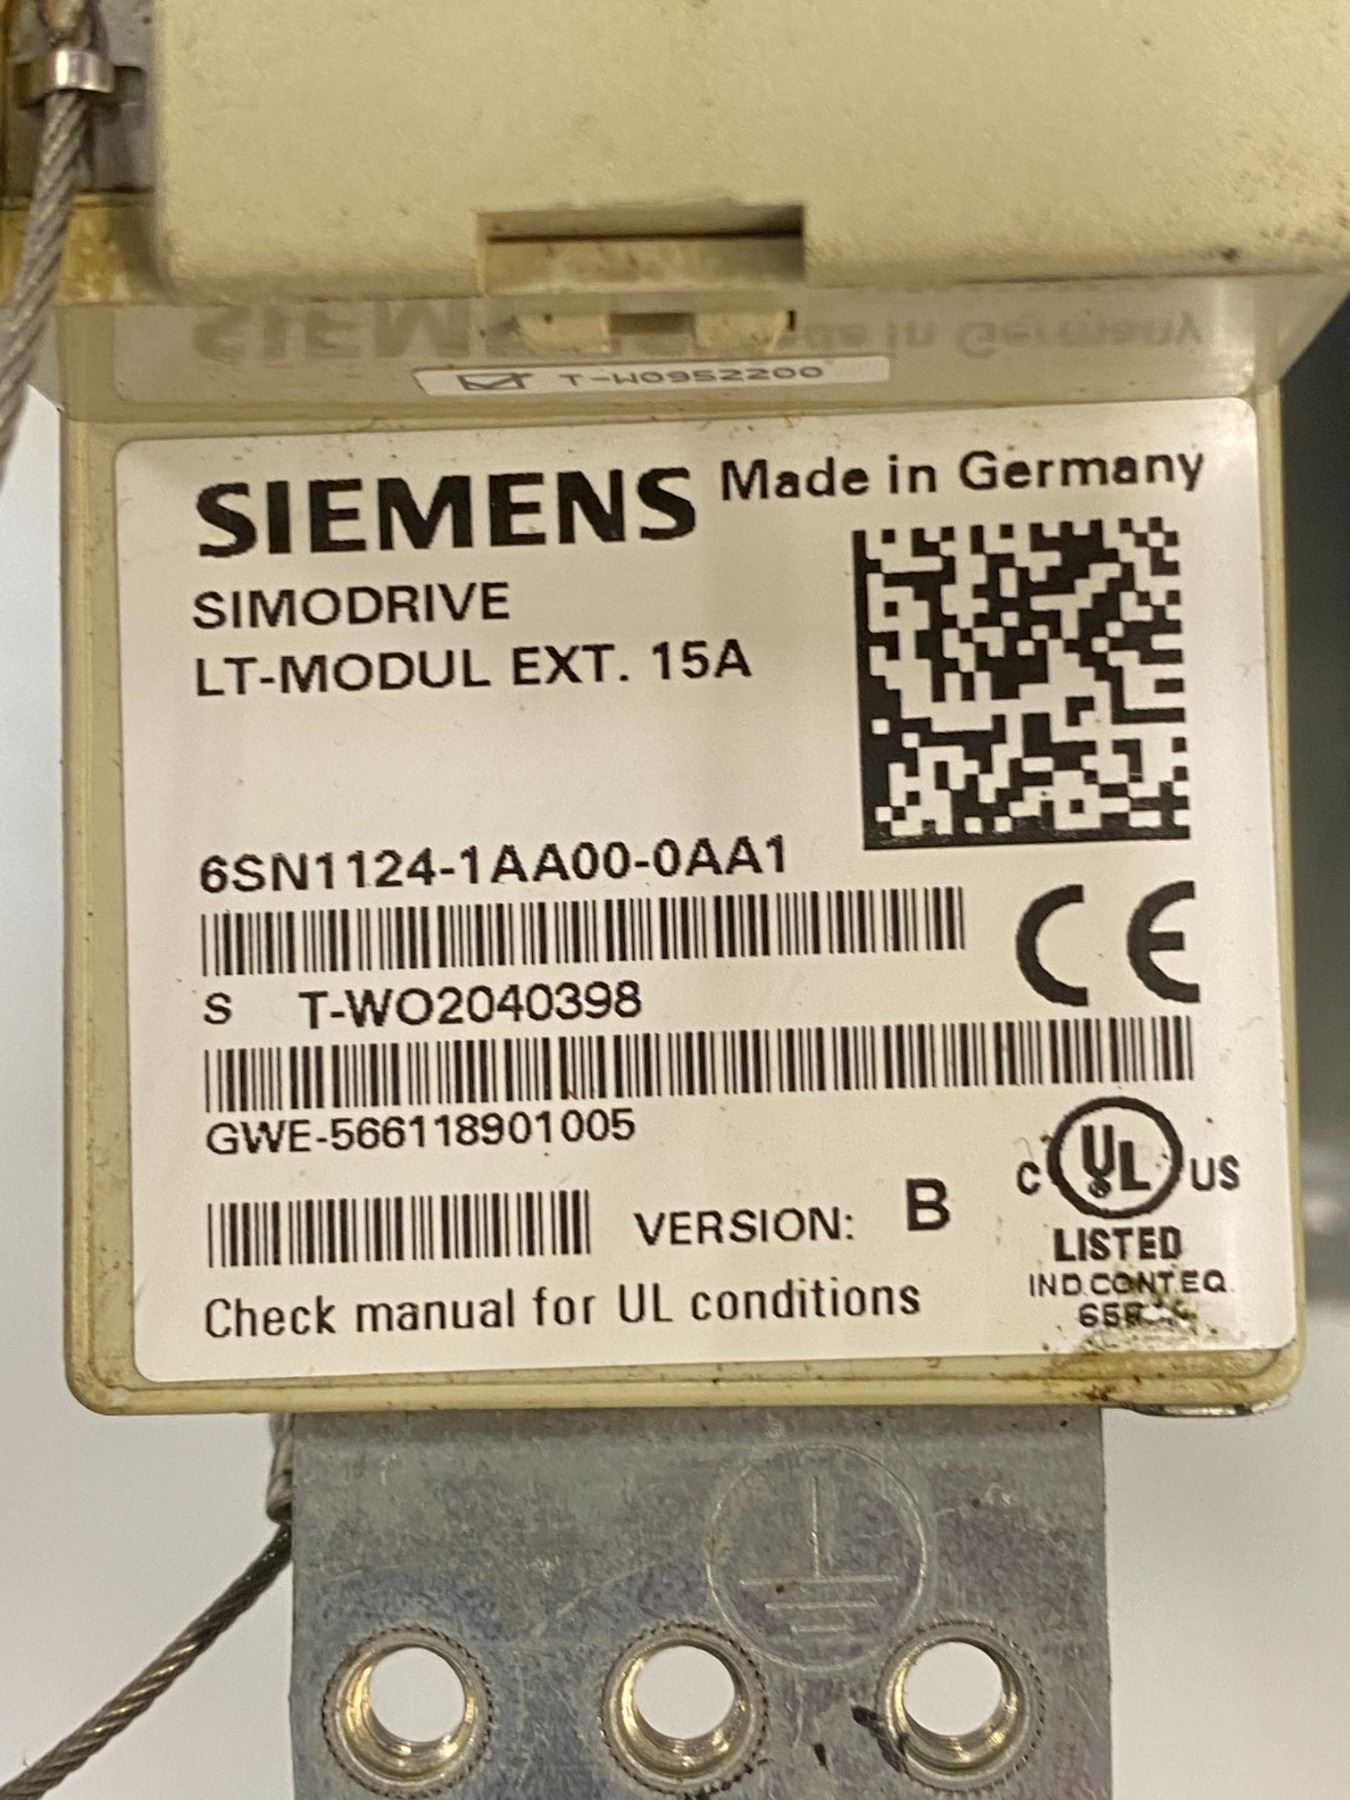 T-W0952200
SIEMENS Made in Germany
SIMODRIVE
LT-MODUL EXT. 15A
6SN1124-1AA00-0AA1
S T-WO2040398
GWE-566118901005
VERSION: B
C UL US
LISTED
IND.CONT.EQ.
Check manual for UL conditions